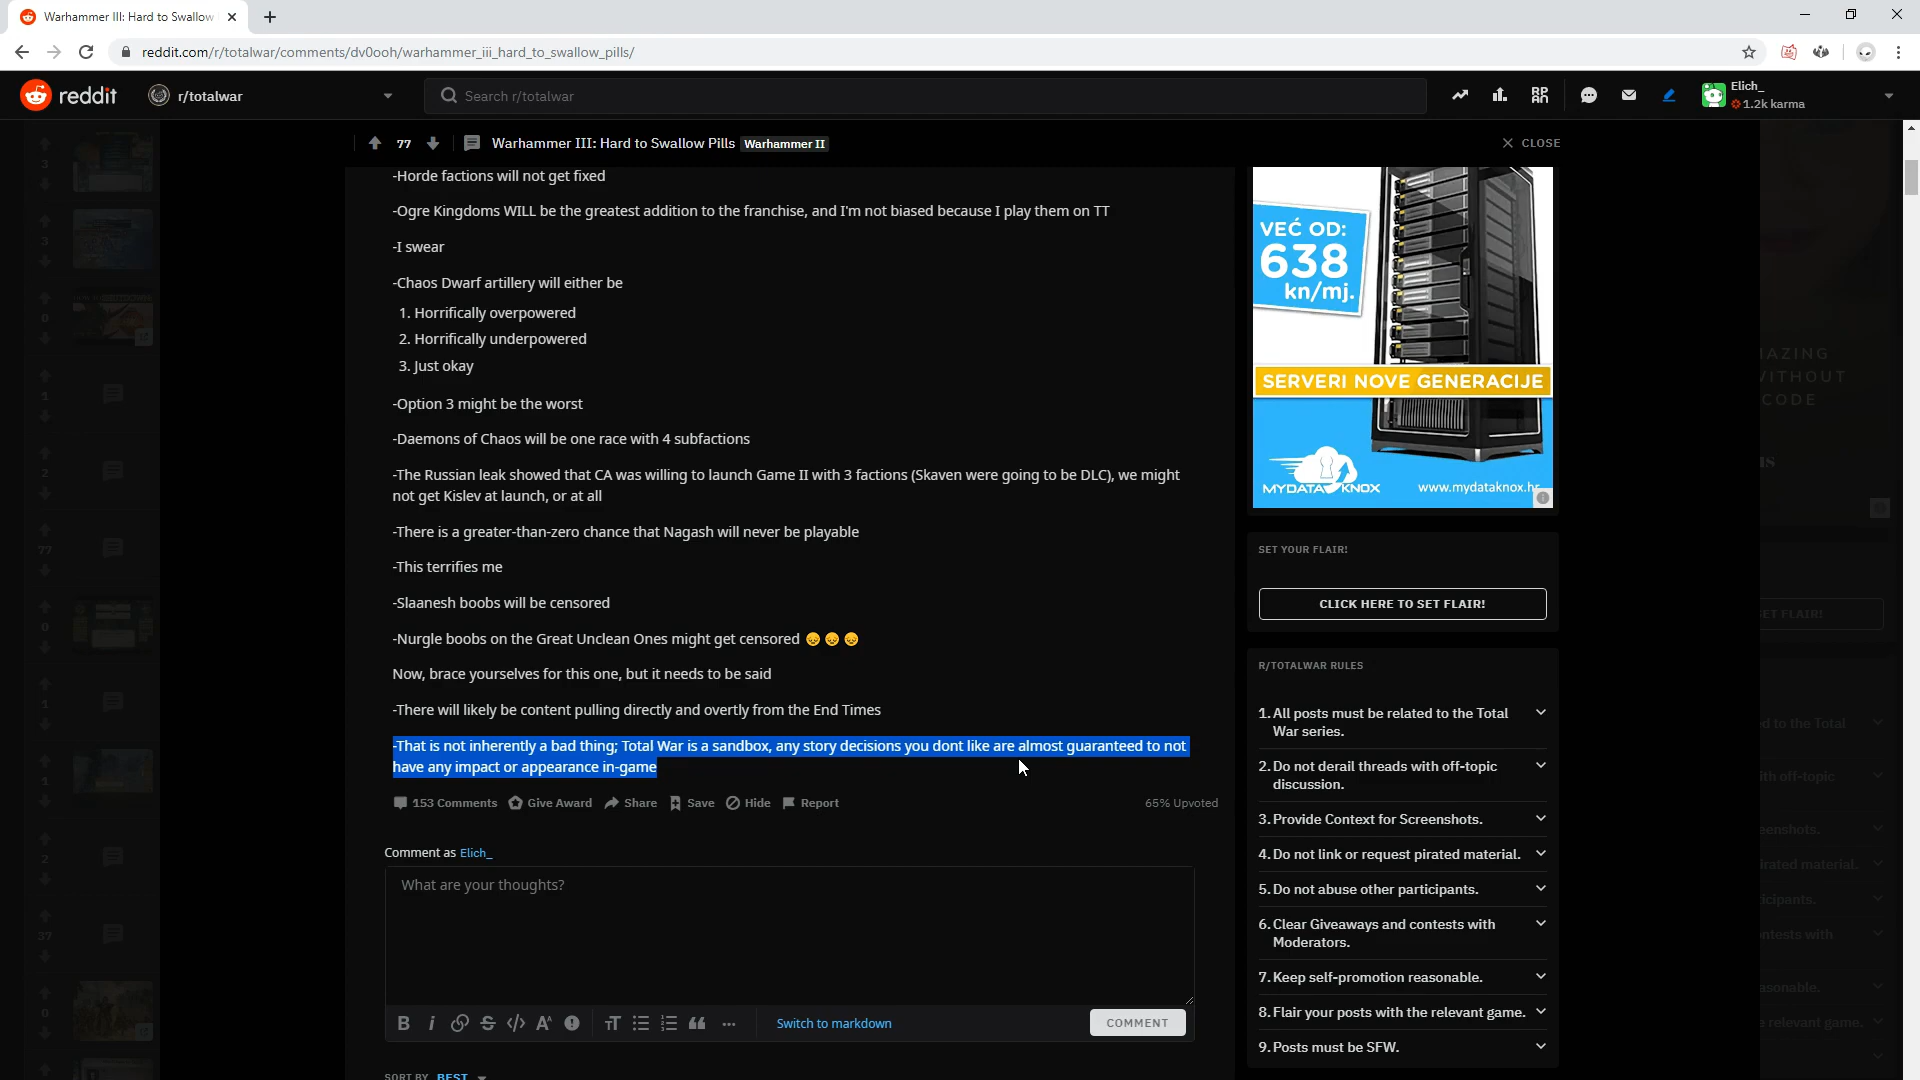 Warhammer III: Hard to Swallow
reddit.com/r/totalwar/comments/dv0ooh/warhammer_iii_hard_to_swallow_pills/
reddit
r/totalwar
Search r/totalwar
Elich_
1.2k karma
77
Warhammer III: Hard to Swallow Pills
Warhammer II
CLOSE
-Horde factions will not get fixed
-Ogre Kingdoms WILL be the greatest addition to the franchise, and I'm not biased because I play them on TT
-I swear
-Chaos Dwarf artillery will either be
1. Horrifically overpowered
2. Horrifically underpowered
3. Just okay
-Option 3 might be the worst
-Daemons of Chaos will be one race with 4 subfactions
-The Russian leak showed that CA was willing to launch Game II with 3 factions (Skaven were going to be DLC), we might
not get Kislev at launch, or at all
-There is a greater-than-zero chance that Nagash will never be playable
-This terrifies me
-Slaanesh boobs will be censored
-Nurgle boobs on the Great Unclean Ones might get censored 😞 😞 😞
Now, brace yourselves for this one, but it needs to be said
-There will likely be content pulling directly and overtly from the End Times
-That is not inherently a bad thing; Total War is a sandbox, any story decisions you dont like are almost guaranteed to not
have any impact or appearance in-game
153 Comments
Give Award
Share
Save
Hide
Report
65% Upvoted
Comment as Elich_
What are your thoughts?
Switch to markdown
COMMENT
SORT BY BEST
VEĆ OD:
638
kn/mj.
SERVERI NOVE GENERACIJE
MYDATAKNOX
www.mydataknox.hr
SET YOUR FLAIR!
CLICK HERE TO SET FLAIR!
R/TOTALWAR RULES
1. All posts must be related to the Total
War series.
2. Do not derail threads with off-topic
discussion.
3. Provide Context for Screenshots.
4. Do not link or request pirated material.
5. Do not abuse other participants.
6. Clear Giveaways and contests with
Moderators.
7. Keep self-promotion reasonable.
8. Flair your posts with the relevant game.
9. Posts must be SFW.